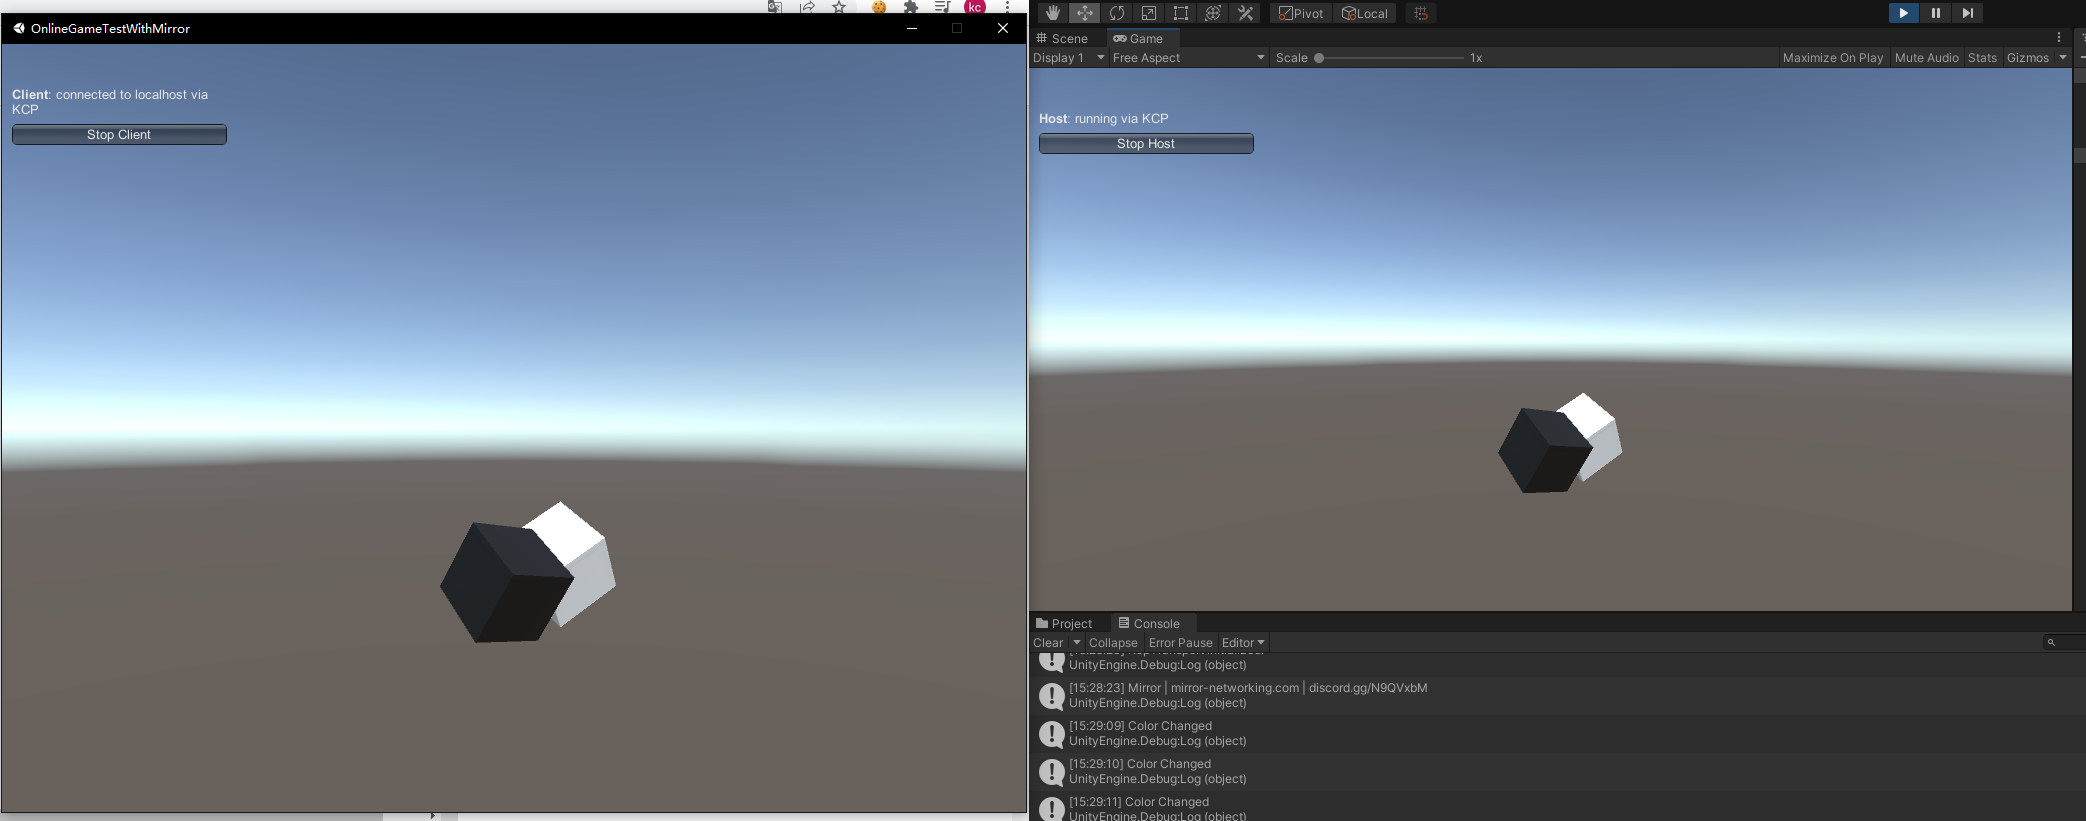 kc
OnlineGameTestWithMirror
Client: connected to localhost via
KCP
Stop Client
Pivot
Local
Scene
Game
Display 1
Free Aspect
Scale
1x
Maximize On Play
Mute Audio
Stats
Gizmos
Host: running via KCP
Stop Host
Project
Console
Clear
Collapse
Error Pause
Editor
UnityEngine.Debug:Log (object)
[15:28:23] Mirror | mirror-networking.com | discord.gg/N9QVxbM
UnityEngine.Debug:Log (object)
[15:29:09] Color Changed
UnityEngine.Debug:Log (object)
[15:29:10] Color Changed
UnityEngine.Debug:Log (object)
[15:29:11] Color Changed
UnityEngine.Debug:Log (object)